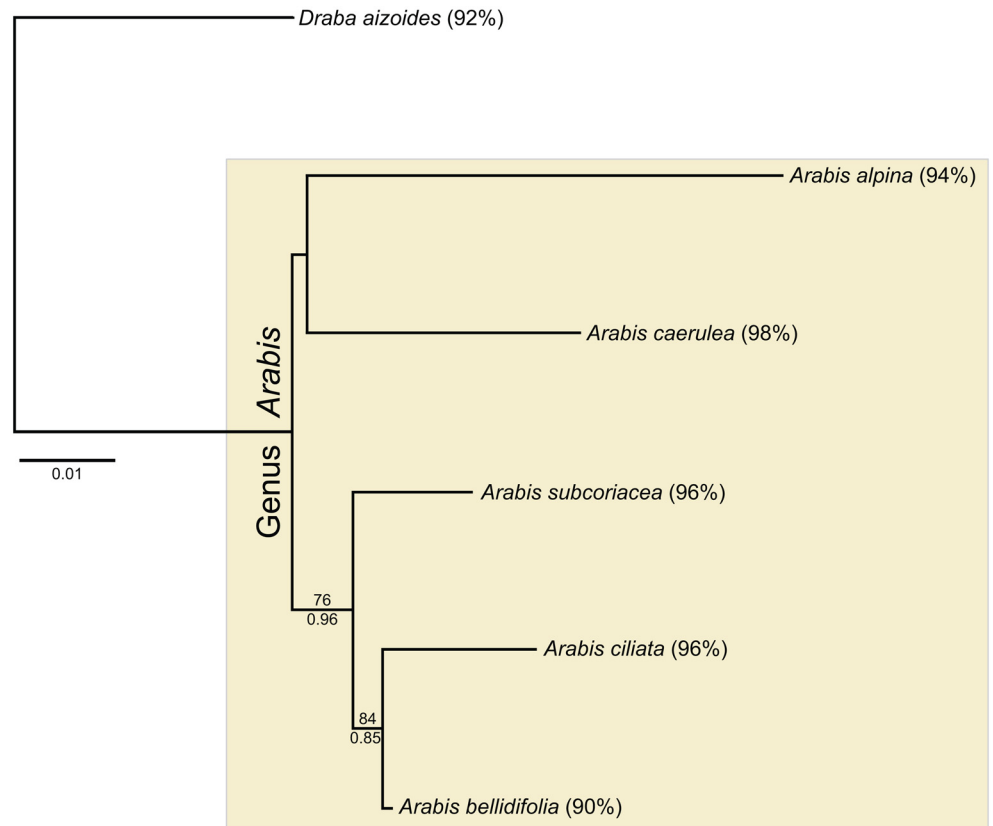 Draba aizoides (92%)
Arabis alpina (94%)
Arabis caerulea (98%)
Genus Arabis
0.01
Arabis subcoriacea (96%)
76
0.96
Arabis ciliata (96%)
84
0.85
Arabis bellidifolia (90%)